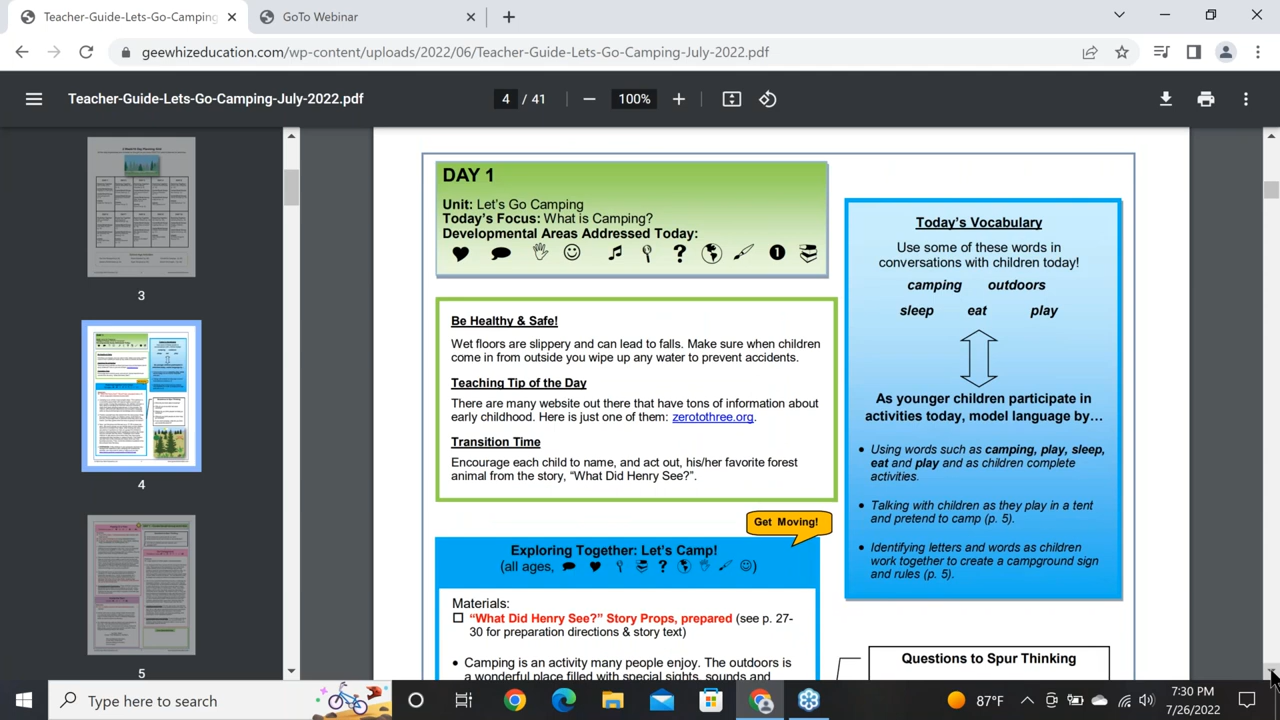 Teacher-Guide-Lets-Go-Camping
GoTo Webinar
geewhizeducation.com/wp-content/uploads/2022/06/Teacher-Guide-Lets-Go-Camping-July-2022.pdf
Teacher-Guide-Lets-Go-Camping-July-2022.pdf
4 / 41
100%
3
4
5
DAY 1
Unit: Let's Go Camping
Today's Focus: What is Camping?
Developmental Areas Addressed Today:
Be Healthy & Safe!
Wet floors are slippery and can lead to falls. Make sure when children
come in from outside you wipe up any water to prevent accidents.
Teaching Tip of the Day
There are many website out there that have tons of information about
early childhood. Here is just one of them: zerotothree.org.
Transition Time
Encourage each child to name, and act out, his/her favorite forest
animal from the story, "What Did Henry See?".
Get Moving!
Exploring Together: Let's Camp!
(all ages, )
Materials:
"What Did Henry See?" Story Props, prepared (see p. 27-
30 for preparation directions & story text)
• Camping is an activity many people enjoy. The outdoors is
a wonderful place filled with special sights, sounds and
Today's Vocabulary
Use some of these words in
conversations with children today!
camping outdoors
sleep eat play
As younger children participate in
activities today, model language by…
• Using words such as camping, play, sleep,
eat and play and as children complete
activities.
• Talking with children as they play in a tent
and pretend to camp (p. 5).
• Identifying letters and words as children
work together to create a campground sign
and rules (p. 5).
Questions to Spur Thinking
Type here to search
87°F
7:30 PM
7/26/2022